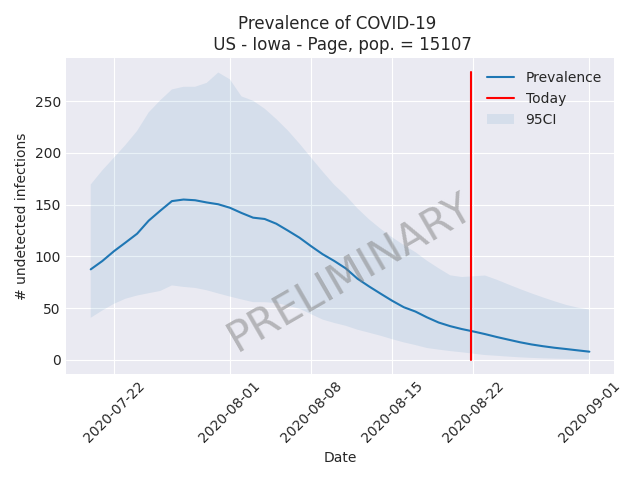 Prevalence of COVID-19
US - Iowa - Page, pop. = 15107
Prevalence
Today
95CI
# undetected infections
250
200
150
100
50
0
PRELIMINARY
2020-07-22
2020-08-01
2020-08-08
2020-08-15
2020-08-22
2020-09-01
Date